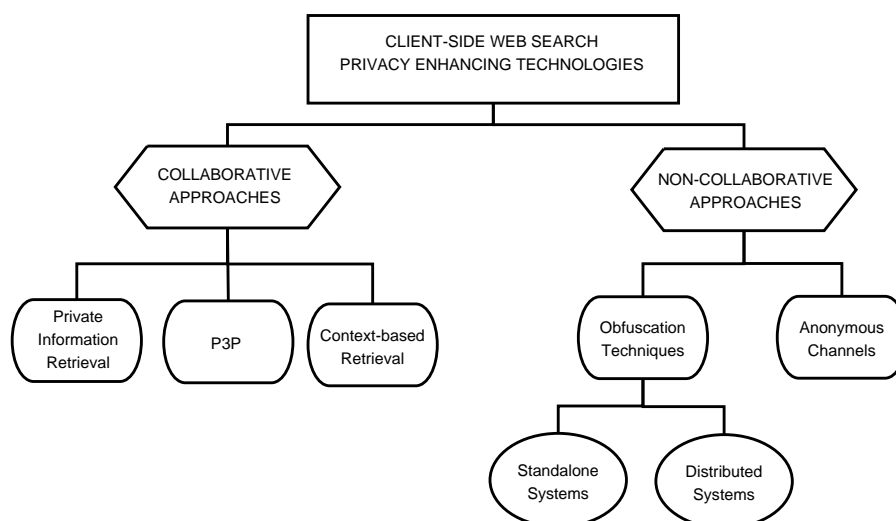 CLIENT-SIDE WEB SEARCH
PRIVACY ENHANCING TECHNOLOGIES
COLLABORATIVE
APPROACHES
NON-COLLABORATIVE
APPROACHES
Private
Information
Retrieval
P3P
Context-based
Retrieval
Obfuscation
Techniques
Anonymous
Channels
Standalone
Systems
Distributed
Systems